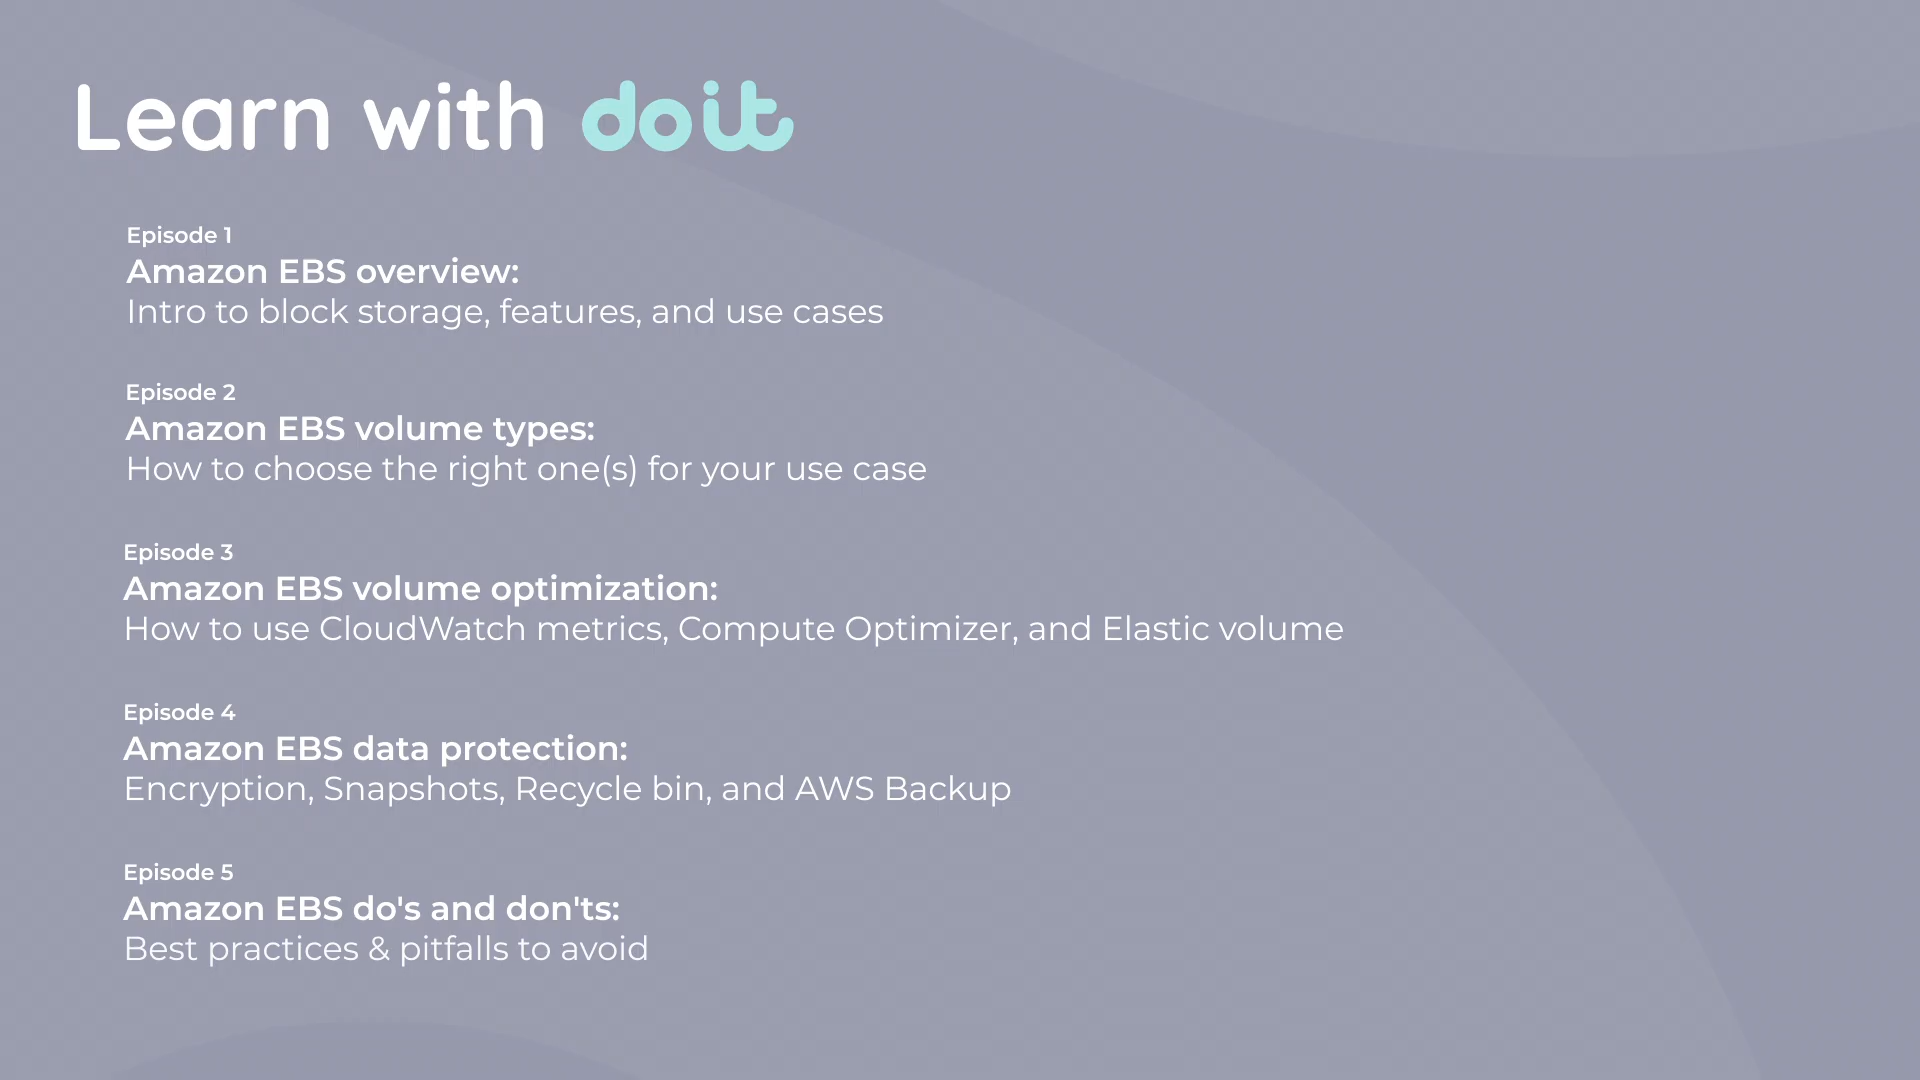 Learn with doit
Episode 1
Amazon EBS overview:
Intro to block storage, features, and use cases
Episode 2
Amazon EBS volume types:
How to choose the right one(s) for your use case
Episode 3
Amazon EBS volume optimization:
How to use CloudWatch metrics, Compute Optimizer, and Elastic volume
Episode 4
Amazon EBS data protection:
Encryption, Snapshots, Recycle bin, and AWS Backup
Episode 5
Amazon EBS do's and don'ts:
Best practices & pitfalls to avoid